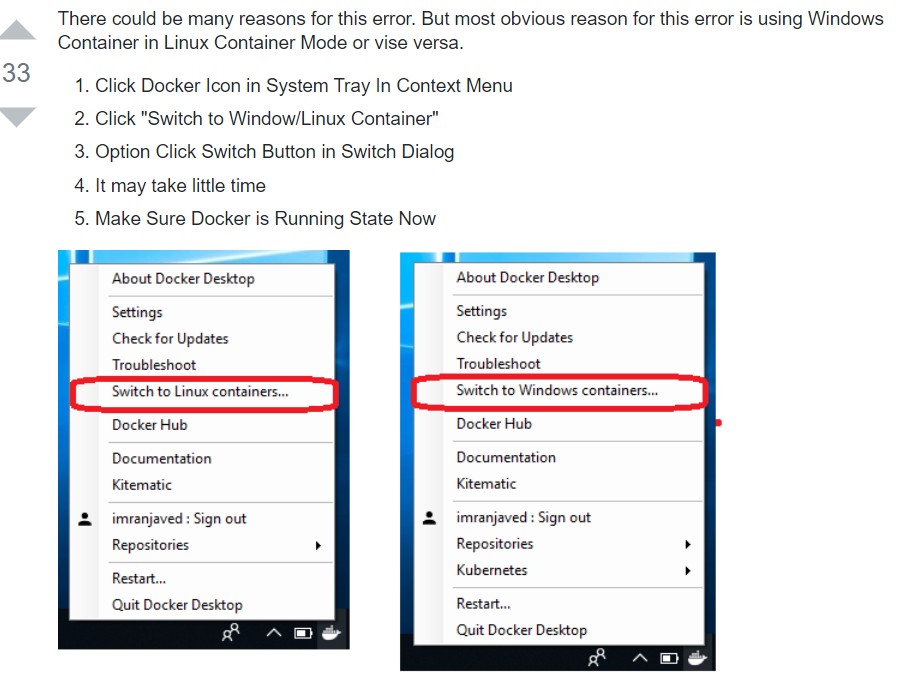 There could be many reasons for this error. But most obvious reason for this error is using Windows
Container in Linux Container Mode or vise versa.
33
1. Click Docker Icon in System Tray In Context Menu
2. Click "Switch to Window/Linux Container"
3. Option Click Switch Button in Switch Dialog
4. It may take little time
5. Make Sure Docker is Running State Now
About Docker Desktop
Settings
Check for Updates
Troubleshoot
Switch to Linux containers...
Docker Hub
Documentation
Kitematic
imranjaved : Sign out
Repositories
Restart...
Quit Docker Desktop
About Docker Desktop
Settings
Check for Updates
Troubleshoot
Switch to Windows containers...
Docker Hub
Documentation
Kitematic
imranjaved : Sign out
Repositories
Kubernetes
Restart...
Quit Docker Desktop